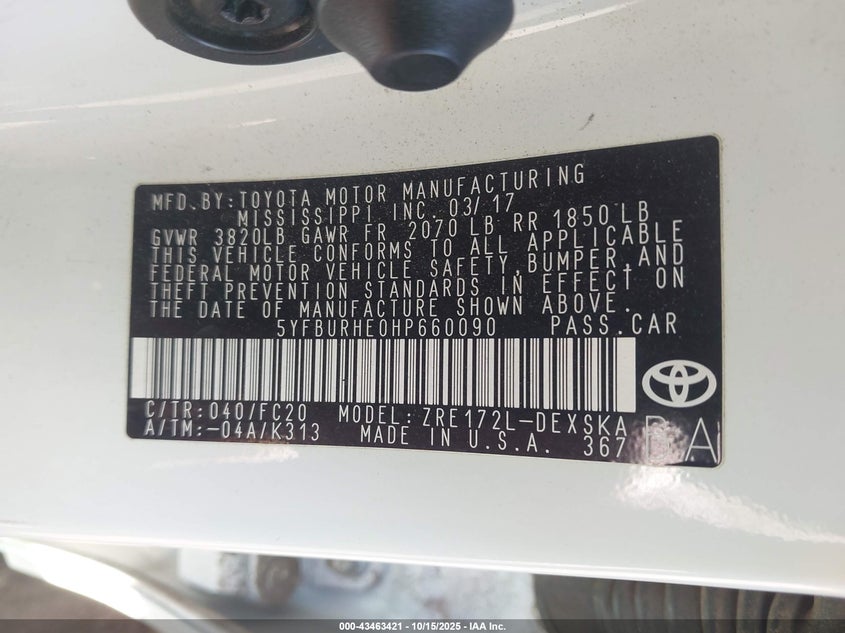 MFD. BY: TOYOTA MOTOR MANUFACTURING
MISSISSIPPI INC. 03/17
GVWR 3820LB GAWR FR 2070 LB RR 1850 LB
THIS VEHICLE CONFORMS TO ALL APPLICABLE
FEDERAL MOTOR VEHICLE SAFETY, BUMPER, AND
THEFT PREVENTION STANDARDS IN EFFECT ON
THE DATE OF MANUFACTURE SHOWN ABOVE.
5YFBURHE0HP660090 PASS. CAR
C/TR: 040/FC20 MODEL: ZRE172L-DEXSKA
A/TM: -04A/K313 MADE IN U.S.A. 367
BA
000-43463421 - 10/15/2025 - IAA Inc.